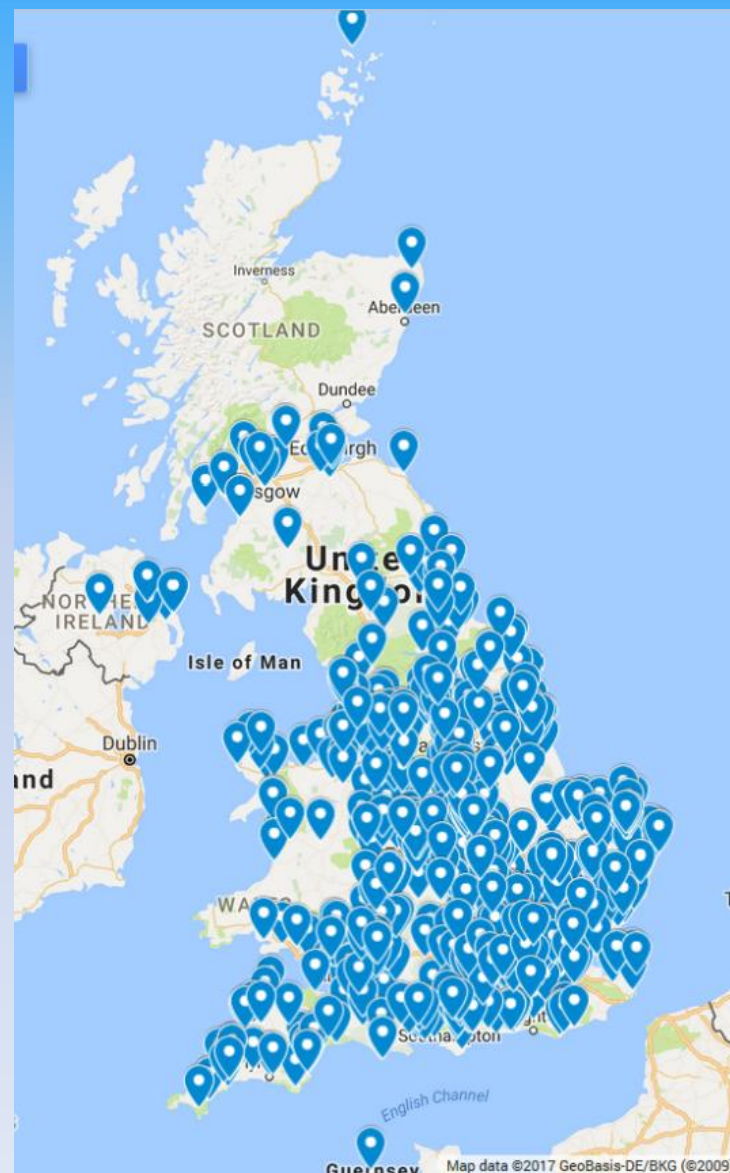 Inverness
SCOTLAND
Aberdeen
Dundee
Edinburgh
Glasgow
United
Kingdom
NORTHERN
IRELAND
Isle of Man
Dublin
WALES
Southampton
English Channel
Guernsey
Map data ©2017 GeoBasis-DE/BKG (©2009